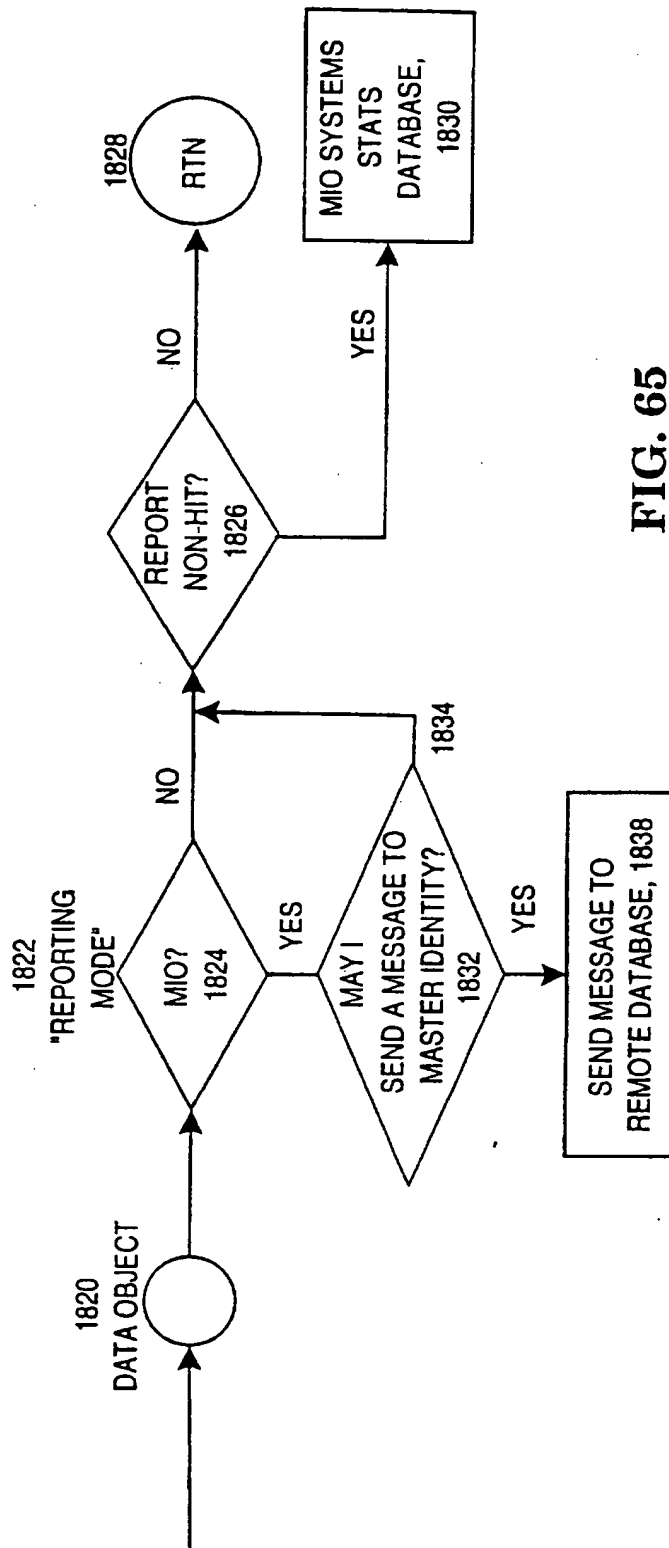 1820
DATA OBJECT
1822
"REPORTING
MODE"
MIO?
1824
NO
YES
MAY I
SEND A MESSAGE TO
MASTER IDENTITY?
1832
1834
YES
SEND MESSAGE TO
REMOTE DATABASE, 1838
REPORT
NON-HIT?
1826
NO
1828
RTN
YES
MIO SYSTEMS
STATS
DATABASE,
1830
FIG. 65